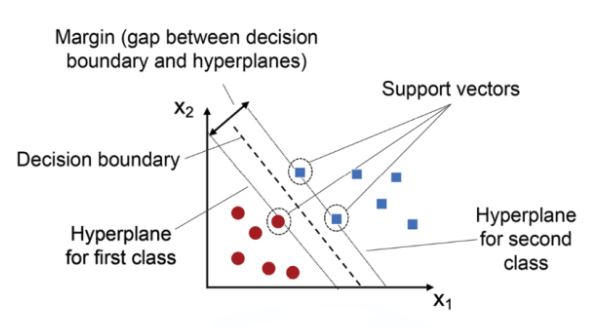 Margin (gap between decision
boundary and hyperplanes)
Support vectors
X2
Decision boundary
Hyperplane
for first class
Hyperplane
for second
class
X1